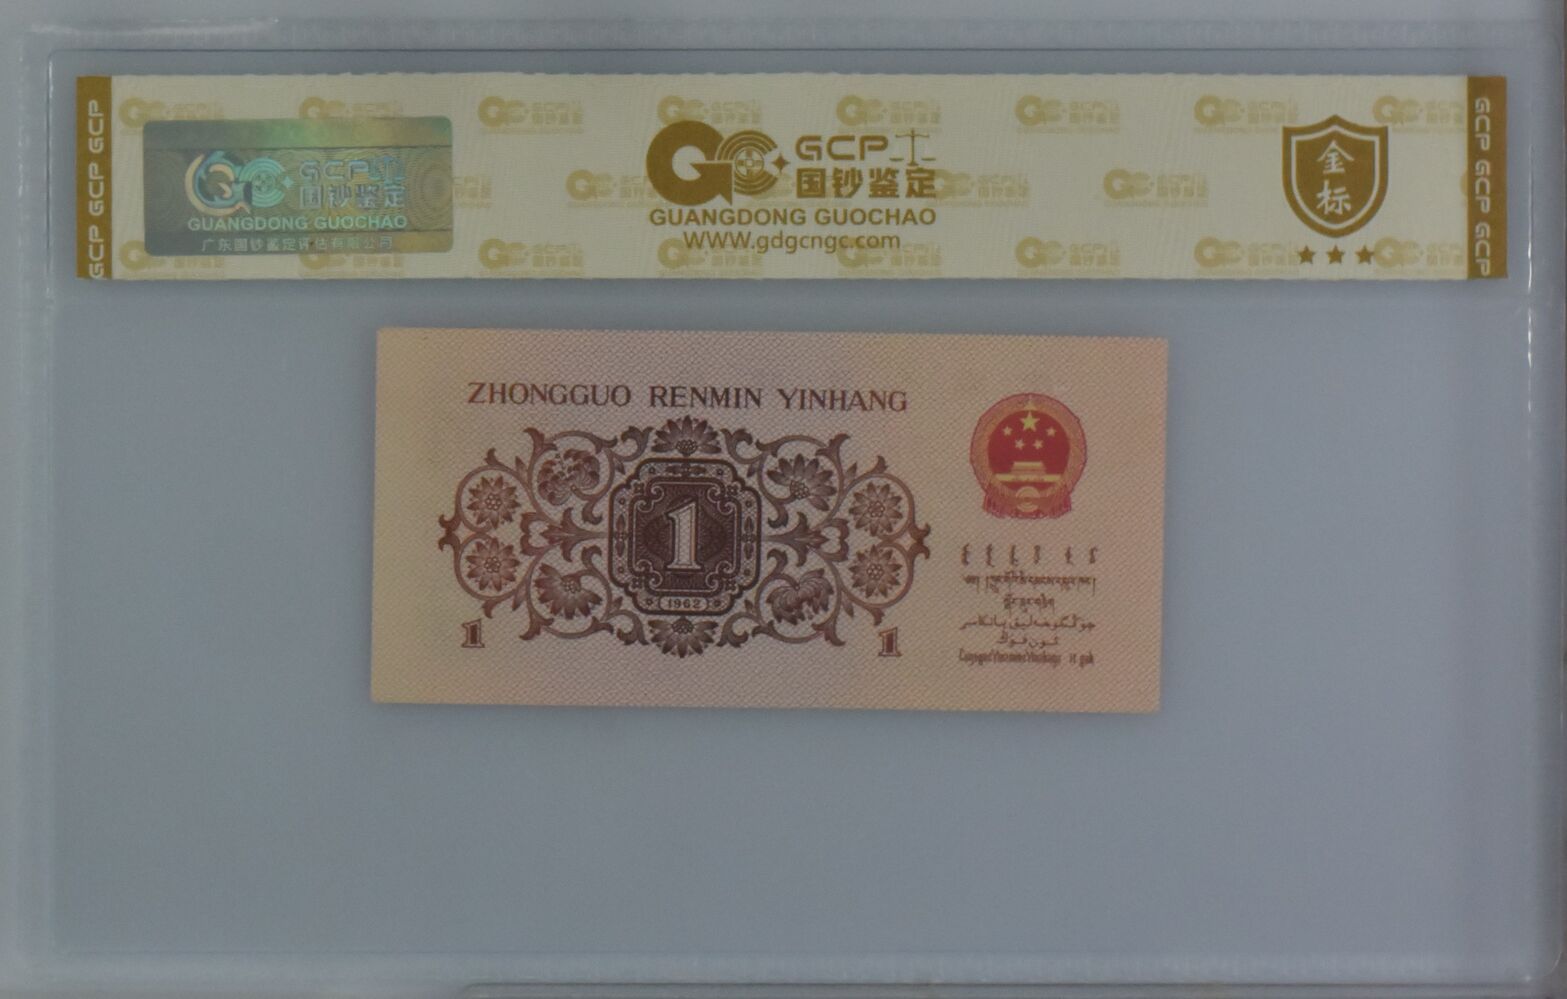 GCP GCP GCP
GCP
国钞鉴定
GUANGDONG GUOCHAO
广东国钞鉴定评估有限公司
GCP
国钞鉴定
GUANGDONG GUOCHAO
WWW.gdgcngc.com
金
标
GCP GCP GCP
ZHONGGUO RENMIN YINHANG
1
(1962)
1
1